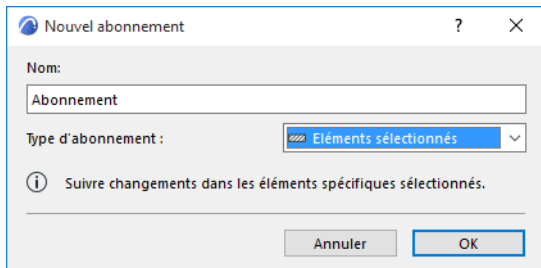 Nouvel abonnement
Nom:
Abonnement
Type d'abonnement : Eléments sélectionnés
Suivre changements dans les éléments spécifiques sélectionnés.
Annuler OK